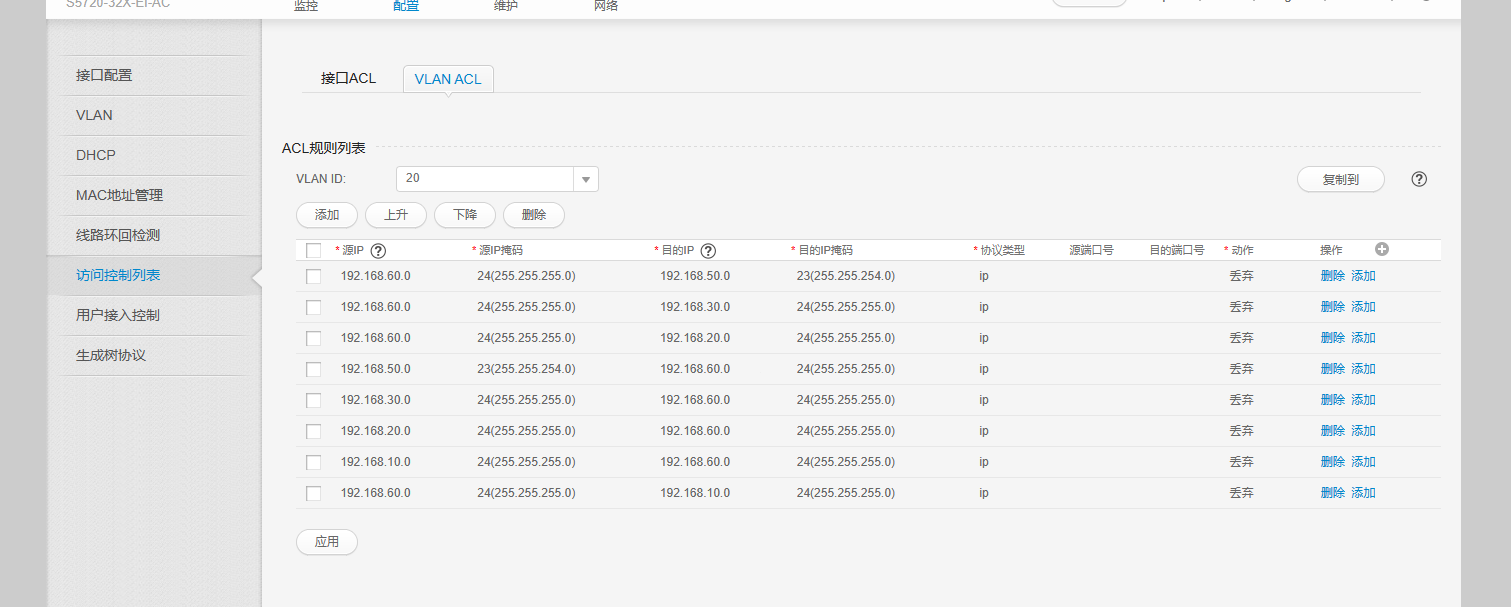 S5720-32X-EI-AC
监控 配置 维护 网络
接口配置
VLAN
DHCP
MAC地址管理
线路环回检测
访问控制列表
用户接入控制
生成树协议
接口ACL VLAN ACL
ACL规则列表
VLAN ID: 20 复制到
添加 上升 下降 删除
* 源IP * 源IP掩码 * 目的IP * 目的IP掩码 * 协议类型 源端口号 目的端口号 * 动作 操作
192.168.60.0 24(255.255.255.0) 192.168.50.0 23(255.255.254.0) ip 丢弃 删除 添加
192.168.60.0 24(255.255.255.0) 192.168.30.0 24(255.255.255.0) ip 丢弃 删除 添加
192.168.60.0 24(255.255.255.0) 192.168.20.0 24(255.255.255.0) ip 丢弃 删除 添加
192.168.50.0 23(255.255.254.0) 192.168.60.0 24(255.255.255.0) ip 丢弃 删除 添加
192.168.30.0 24(255.255.255.0) 192.168.60.0 24(255.255.255.0) ip 丢弃 删除 添加
192.168.20.0 24(255.255.255.0) 192.168.60.0 24(255.255.255.0) ip 丢弃 删除 添加
192.168.10.0 24(255.255.255.0) 192.168.60.0 24(255.255.255.0) ip 丢弃 删除 添加
192.168.60.0 24(255.255.255.0) 192.168.10.0 24(255.255.255.0) ip 丢弃 删除 添加
应用